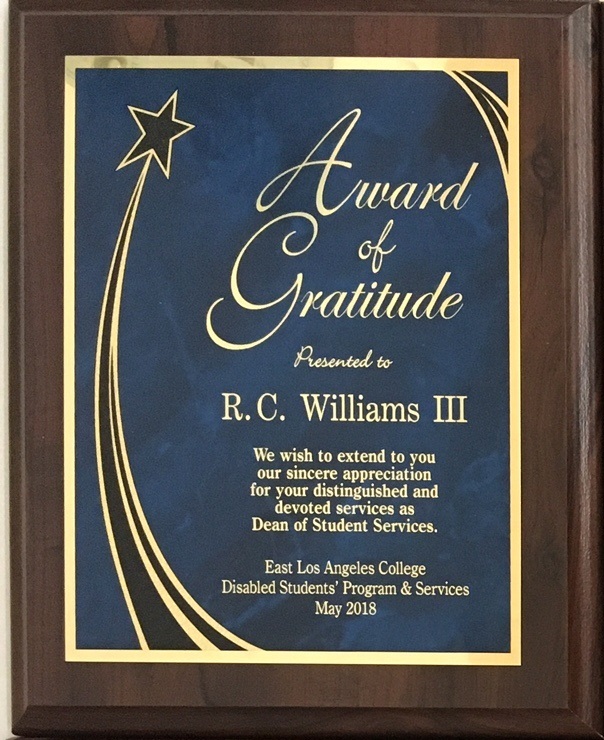 Award
of
Gratitude
Presented to
R.C. Williams III
We wish to extend to you
our sincere appreciation
for your distinguished and
devoted services as
Dean of Student Services.
East Los Angeles College
Disabled Students' Program & Services
May 2018